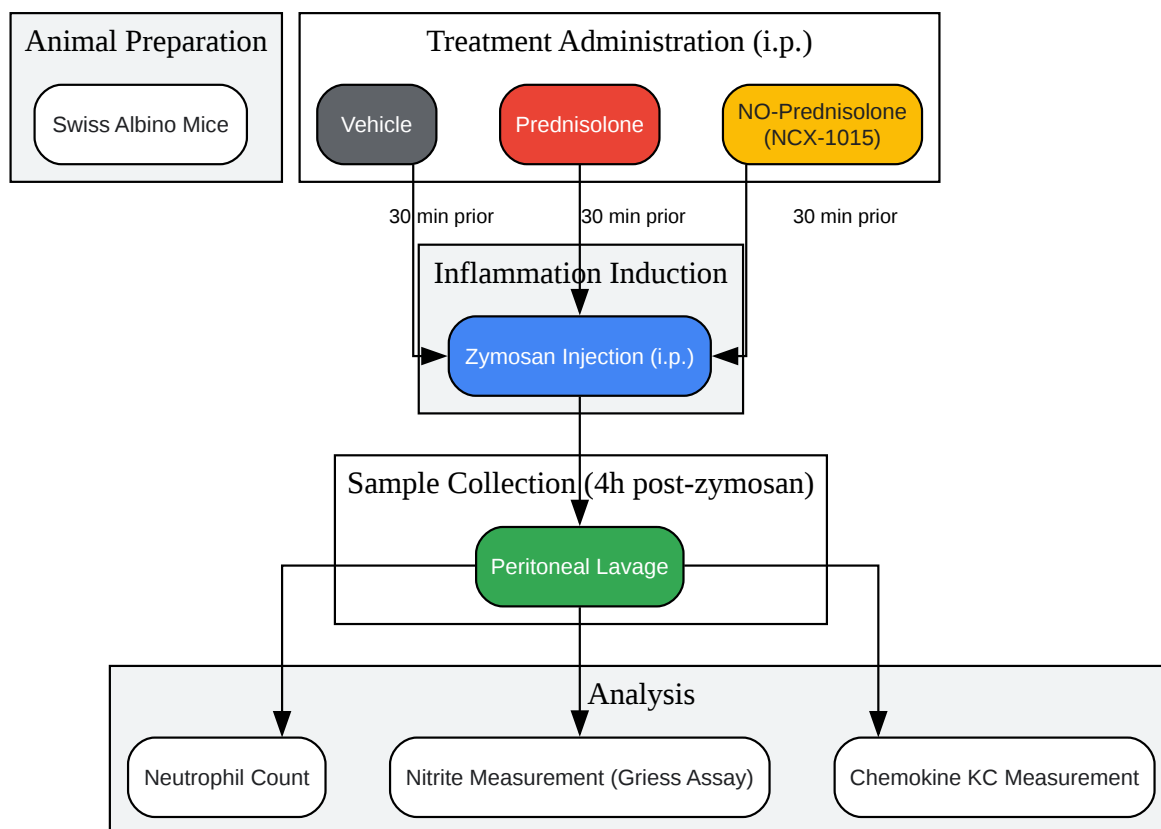 Animal Preparation
Swiss Albino Mice
Treatment Administration (i.p.)
Vehicle
Prednisolone
NO-Prednisolone
(NCX-1015)
30 min prior
30 min prior
30 min prior
Inflammation Induction
Zymosan Injection (i.p.)
Sample Collection (4h post-zymosan)
Peritoneal Lavage
Analysis
Neutrophil Count
Nitrite Measurement (Griess Assay)
Chemokine KC Measurement